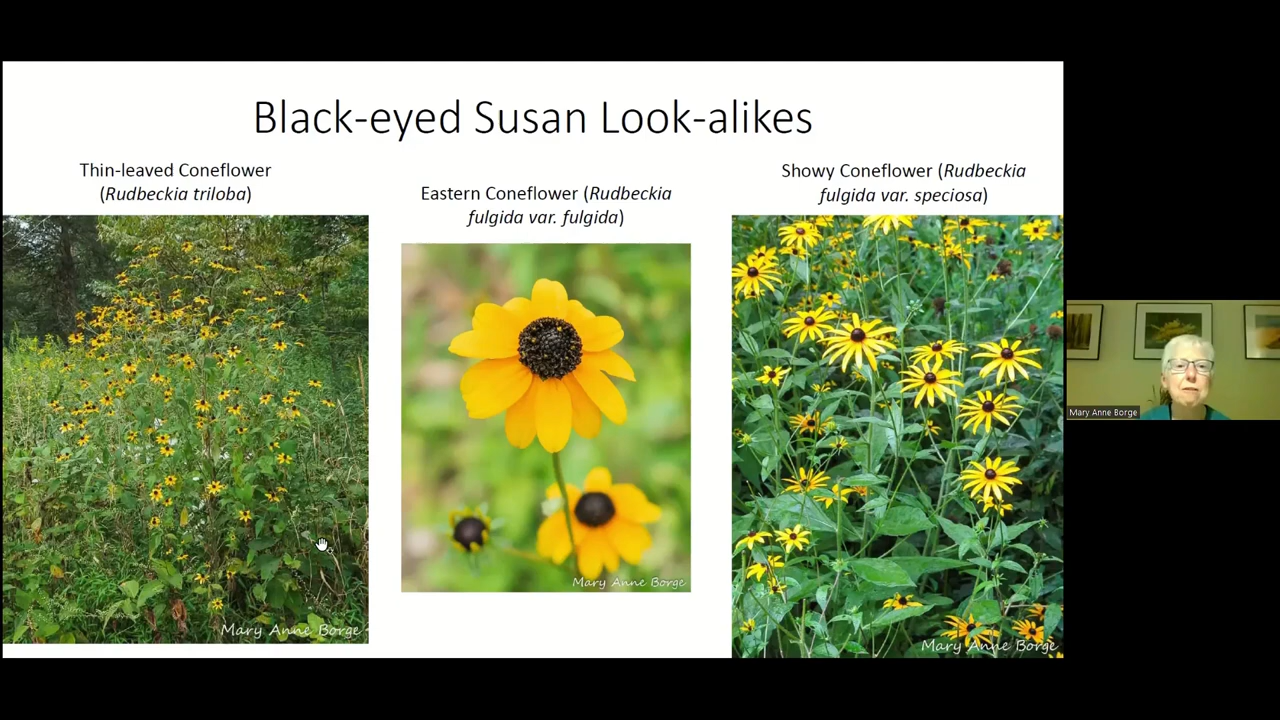 Black-eyed Susan Look-alikes
Thin-leaved Coneflower
(Rudbeckia triloba)
Eastern Coneflower (Rudbeckia
fulgida var. fulgida)
Showy Coneflower (Rudbeckia
fulgida var. speciosa)
Mary Anne Borge
Mary Anne Borge
Mary Anne Borge
Mary Anne Borge